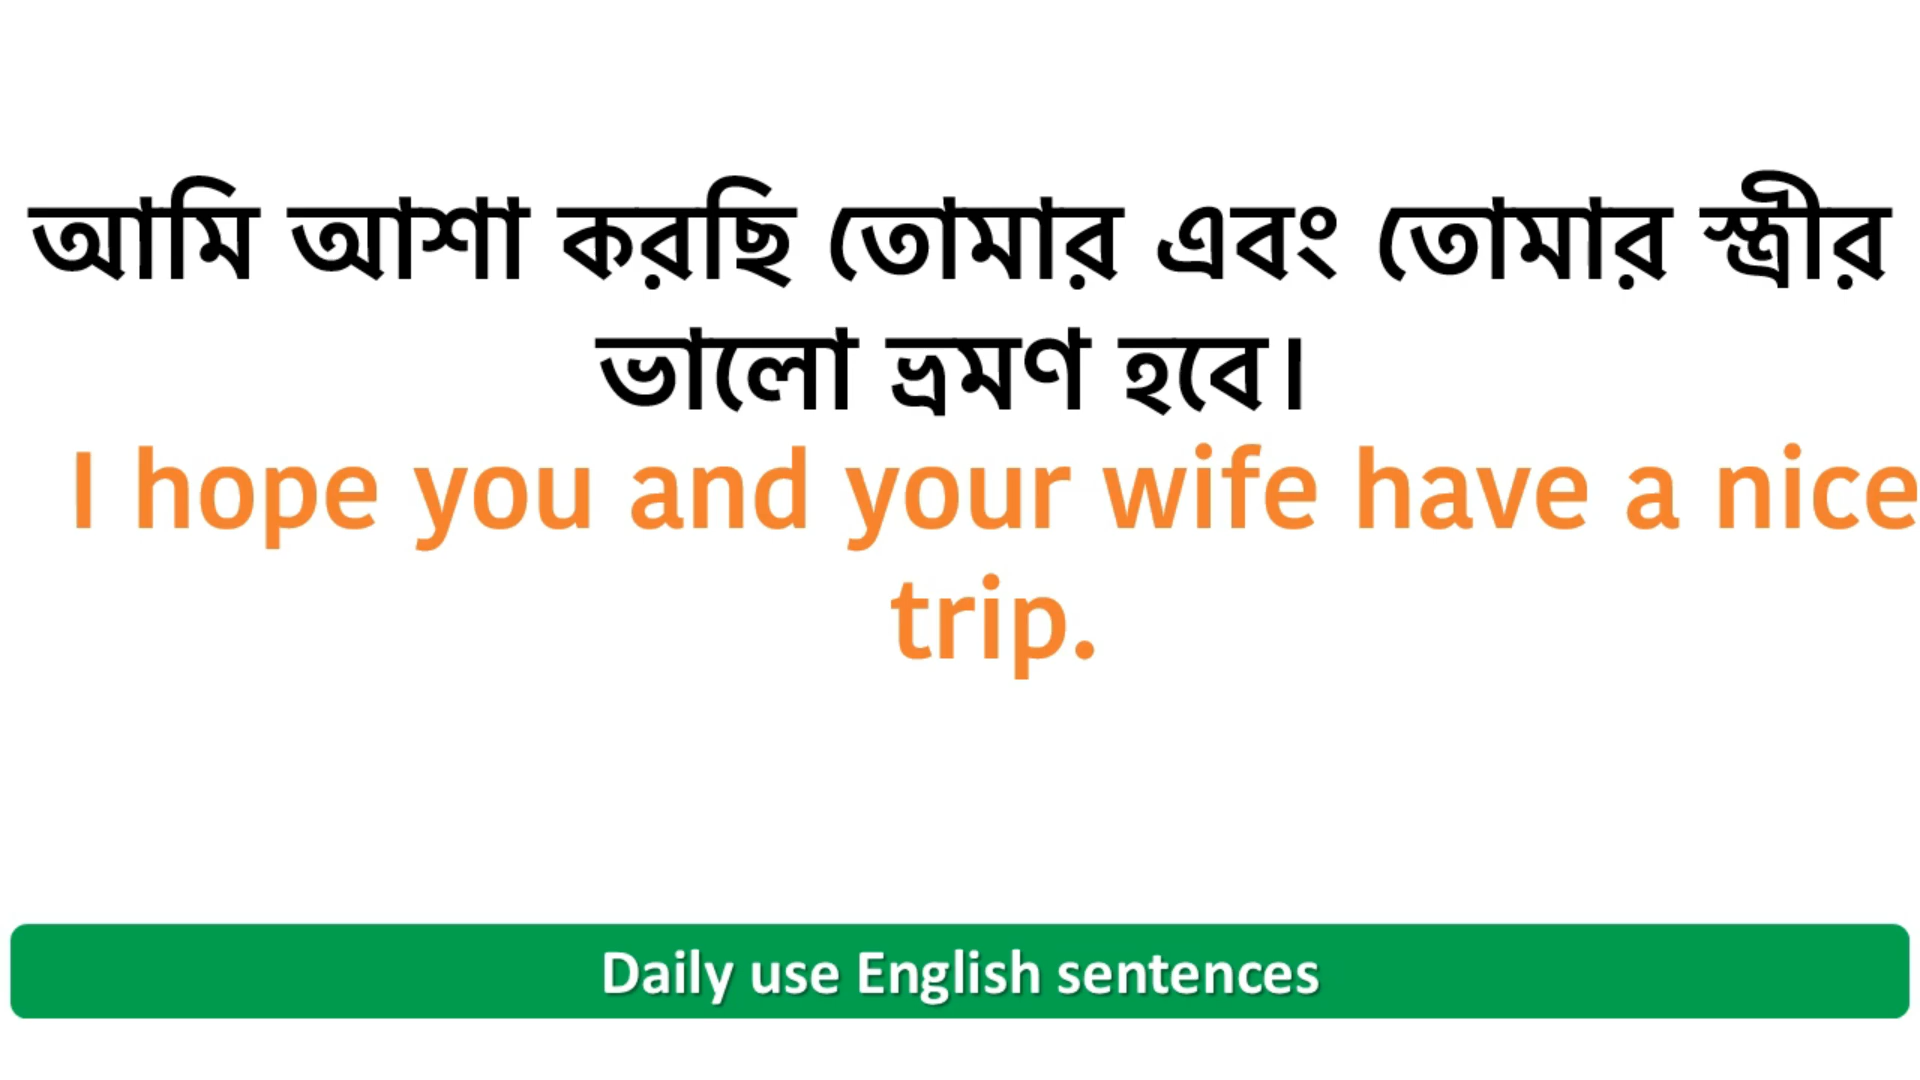 আমি আশা করছি তোমার এবং তোমার স্ত্রীর
ভালো ভ্রমণ হবে।
I hope you and your wife have a nice
trip.
Daily use English sentences